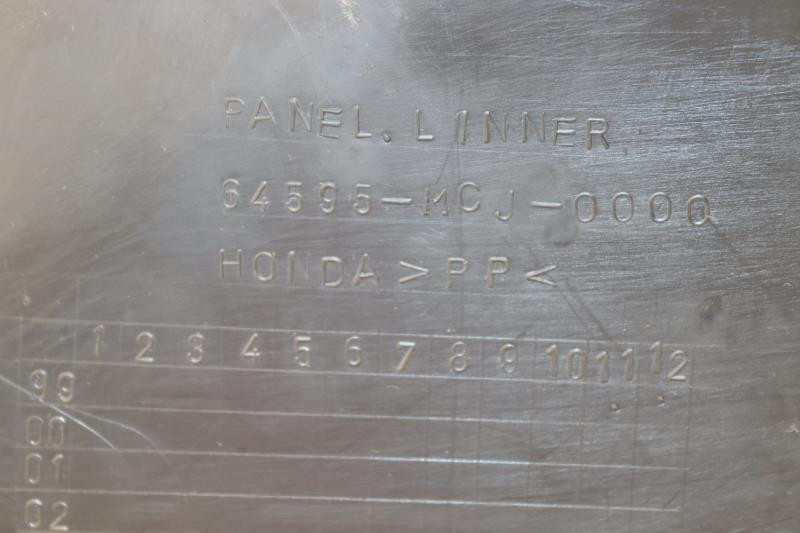 PANEL.L INNER
64595-MCJ-0000
HONDA >PP<
1 2 3 4 5 6 7 8 9 10 11 12
99
00
01
02